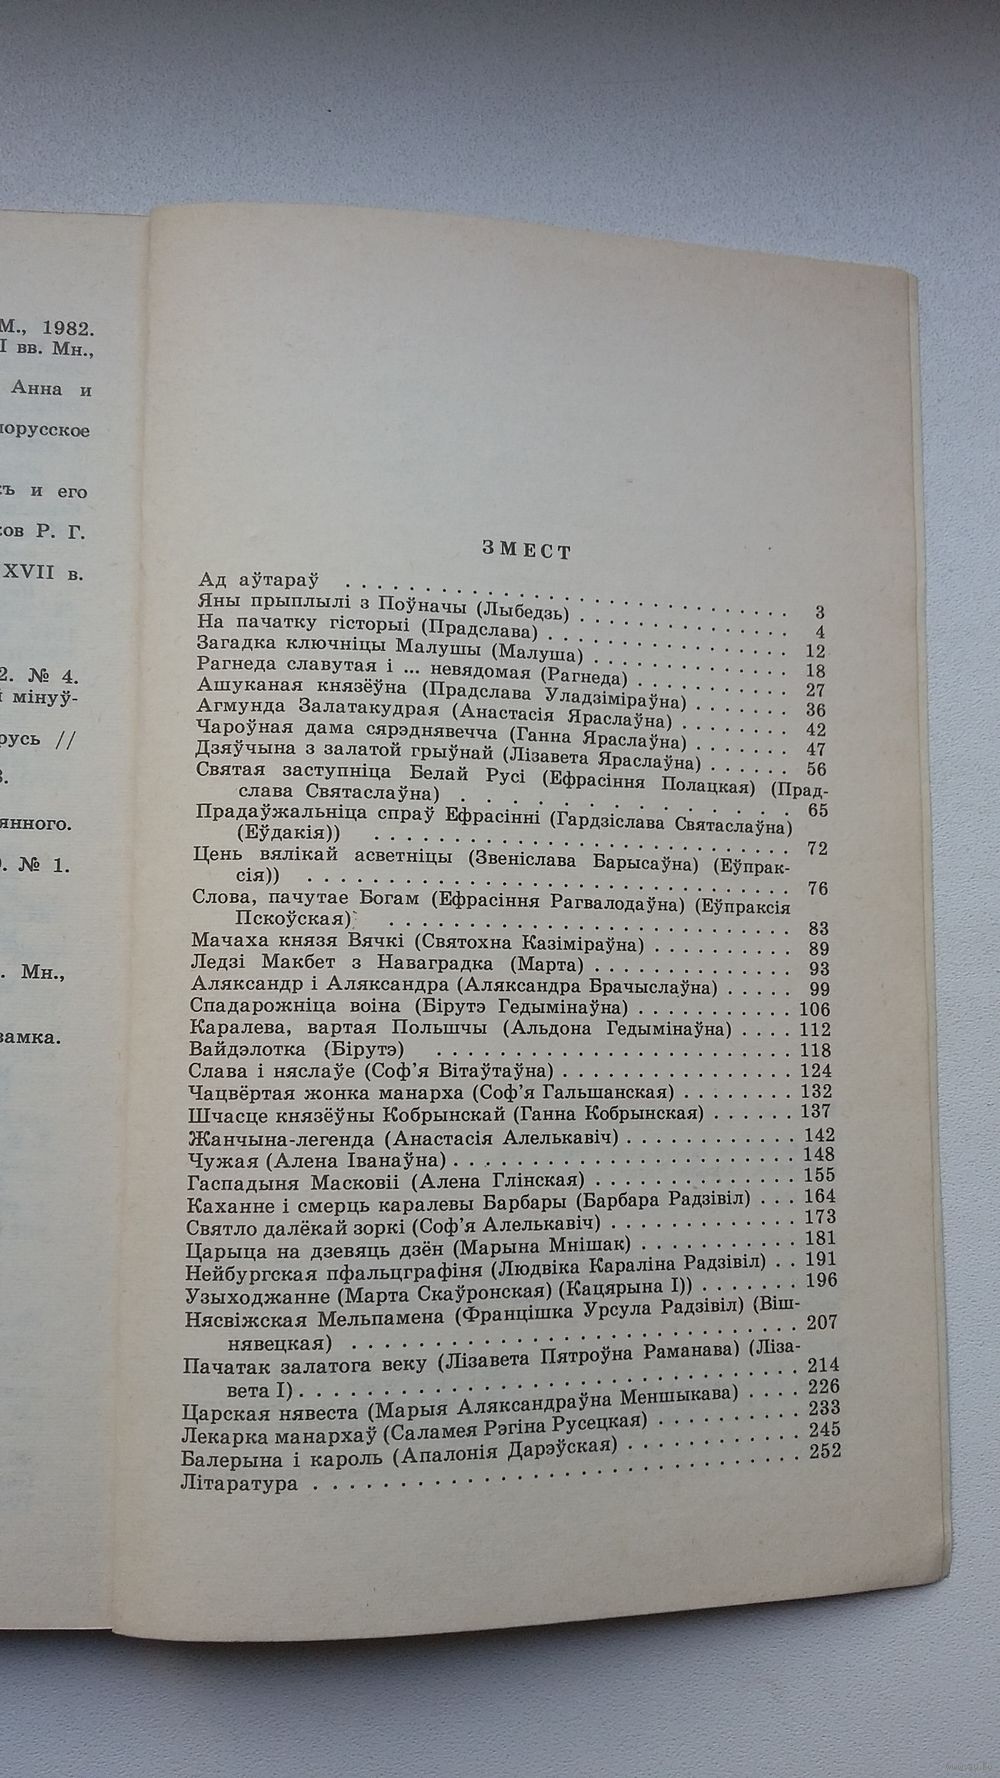 М., 1982.
I вв. Мн.,
Анна и
лорусское
и его
ов Р. Г.
XVII в.
2. № 4.
мінуў-
русь //
3.
янного.
№ 1.
Мн.,
замка.
ЗМЕСТ
Ад аўтараў . . . 3
Яны прыплылі з Поўначы (Лыбедзь) . . . 4
На пачатку гісторыі (Прадслава) . . . 12
Загадка ключніцы Малушы (Малуша) . . . 18
Рагнеда славутая і ... невядомая (Рагнеда) . . . 27
Ашуканая князёўна (Прадслава Уладзіміраўна) . . . 36
Агмунда Залатакудрая (Анастасія Яраслаўна) . . . 42
Чароўная дама сярэднявечча (Ганна Яраслаўна) . . . 47
Дзяўчына з залатой грыўнай (Лізавета Яраслаўна) . . . 56
Святая заступніца Белай Русі (Ефрасіння Полацкая) (Прад-
слава Святаслаўна) . . . 65
Прадаўжальніца спраў Ефрасінні (Гардзіслава Святаслаўна)
(Еўдакія)) . . . 72
Цень вялікай асветніцы (Звеніслава Барысаўна) (Еўпрак-
сія)) . . . 76
Слова, пачутае Богам (Ефрасіння Рагвалодаўна) (Еўпраксія
Пскоўская) . . . 83
Мачаха князя Вячкі (Святохна Казіміраўна) . . . 89
Ледзі Макбет з Наваградка (Марта) . . . 93
Аляксандр і Аляксандра (Аляксандра Брачыслаўна) . . . 99
Спадарожніца воіна (Бірутэ Гедымінаўна) . . . 106
Каралева, вартая Польшчы (Альдона Гедымінаўна) . . . 112
Вайдэлотка (Бірутэ) . . . 118
Слава і няслаўе (Соф'я Вітаўтаўна) . . . 124
Чацвёртая жонка манарха (Соф'я Гальшанская) . . . 132
Шчасце князёўны Кобрынскай (Ганна Кобрынская) . . . 137
Жанчына-легенда (Анастасія Алелькавіч) . . . 142
Чужая (Алена Іванаўна) . . . 148
Гаспадыня Масковіі (Алена Глінская) . . . 155
Каханне і смерць каралевы Барбары (Барбара Радзівіл) . . . 164
Святло далёкай зоркі (Соф'я Алелькавіч) . . . 173
Царыца на дзевяць дзён (Марына Мнішак) . . . 181
Нейбургская пфальцграфіня (Людвіка Караліна Радзівіл) . . 191
Узыходжанне (Марта Скаўронская) (Кацярына I)) . . . 196
Нясвіжская Мельпамена (Францішка Урсула Радзівіл) (Віш-
нявецкая) . . . 207
Пачатак залатога веку (Лізавета Пятроўна Раманава) (Ліза-
вета I) . . . 214
Царская нявеста (Марыя Аляксандраўна Меншыкава) . . . 226
Лекарка манархаў (Саламея Рэгіна Русецкая) . . . 233
Балерына і кароль (Апалонія Дарэўская) . . . 245
Літаратура . . . 252